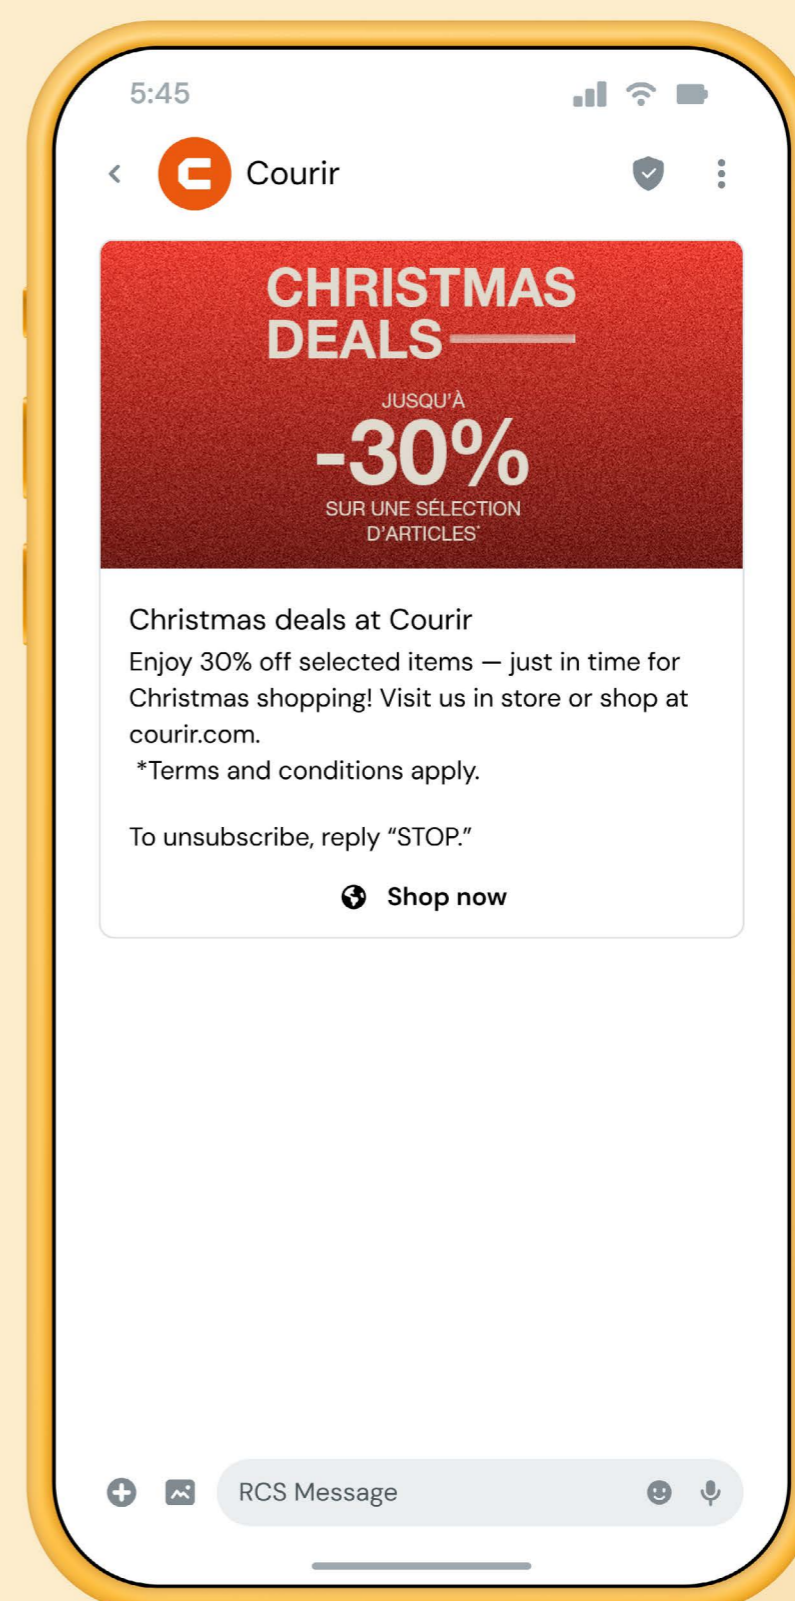 5:45
Courir
CHRISTMAS
DEALS
JUSQU'À
-30%
SUR UNE SÉLECTION
D'ARTICLES*
Christmas deals at Courir
Enjoy 30% off selected items — just in time for
Christmas shopping! Visit us in store or shop at
courir.com.
*Terms and conditions apply.
To unsubscribe, reply “STOP.”
Shop now
RCS Message